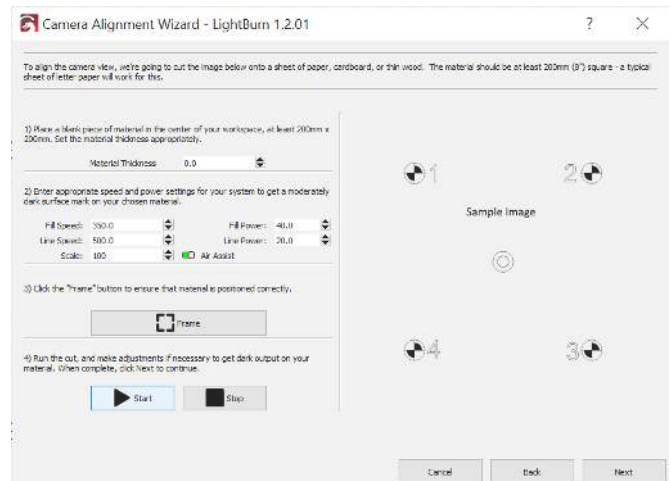 Camera Alignment Wizard - LightBurn 1.2.01
To align the camera view, we're going to cut the image below onto a sheet of paper, cardboard, or thin wood. The material should be at least 200mm (8") square - a typical
sheet of letter paper will work for this.
1) Place a blank piece of material in the center of your workspace, at least 200mm x
200mm. Set the material thickness appropriately.
Material Thickness 0.0
2) Enter appropriate speed and power settings for your system to get a moderately
dark surface mark on your chosen material.
Fill Speed: 350.0 Fill Power: 40.0
Line Speed: 500.0 Line Power: 20.0
Scale: 100 Air Assist
3) Click the "Frame" button to ensure that material is positioned correctly.
Frame
4) Run the cut, and make adjustments if necessary to get dark output on your
material. When complete, click Next to continue.
Start Stop
1 2
Sample Image
4 3
Cancel Back Next